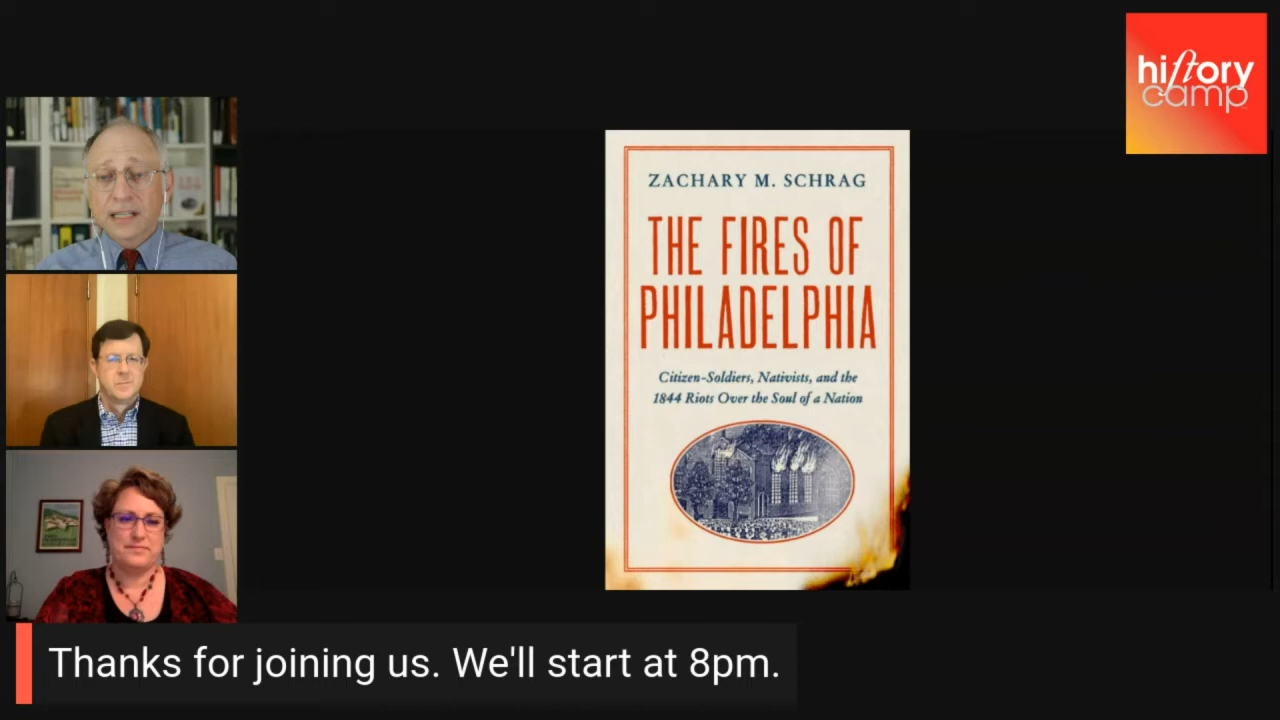 hiſtory
camp
ZACHARY M. SCHRAG
THE FIRES OF
PHILADELPHIA
Citizen-Soldiers, Nativists, and the
1844 Riots Over the Soul of a Nation
Thanks for joining us. We'll start at 8pm.